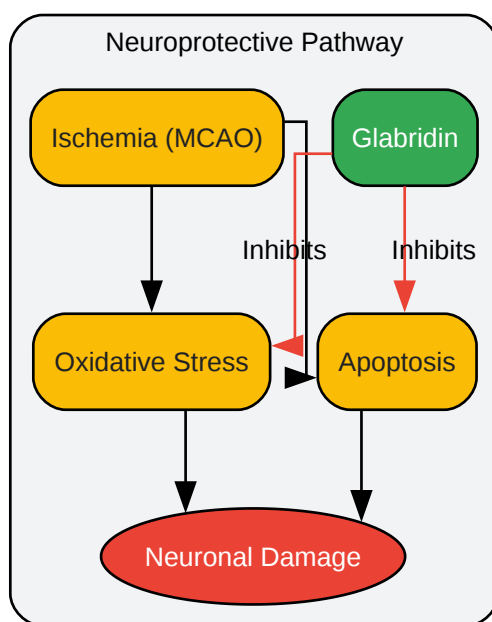 Neuroprotective Pathway
Ischemia (MCAO)
Glabridin
Inhibits
Inhibits
Oxidative Stress
Apoptosis
Neuronal Damage